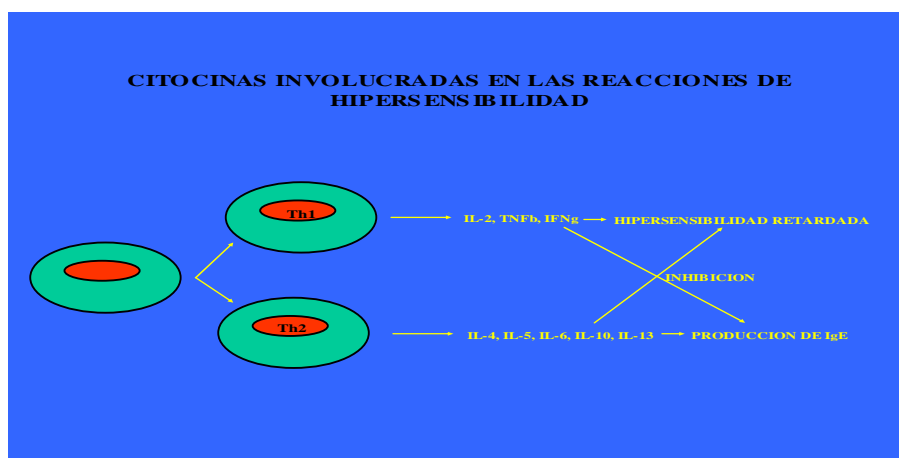 CITOCINAS INVOLUCRADAS EN LAS REACCIONES DE
HIPERSENSIBILIDAD
Th1
IL-2, TNFb, IFNg
HIPERSENSIBILIDAD RETARDADA
INHIBICION
Th2
IL-4, IL-5, IL-6, IL-10, IL-13
PRODUCCION DE IgE